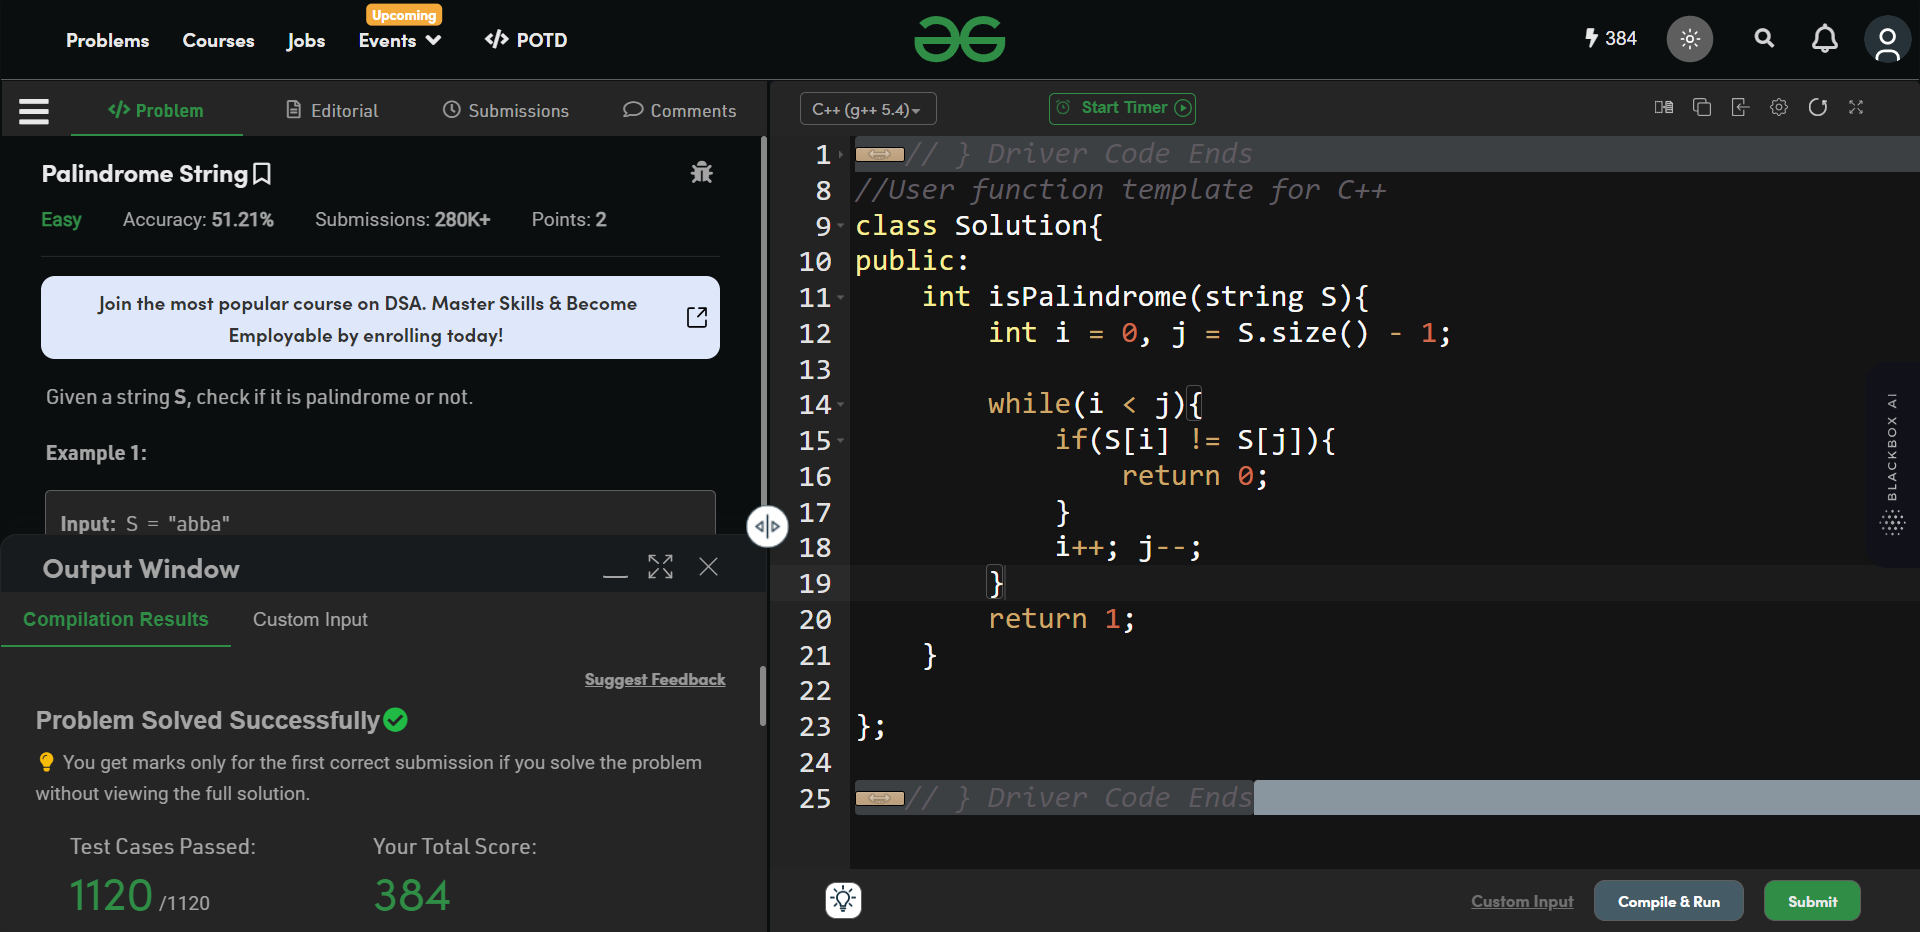 Problems Courses Jobs Upcoming Events POTD
384
Problem Editorial Submissions Comments
Palindrome String
Easy Accuracy: 51.21% Submissions: 280K+ Points: 2
Join the most popular course on DSA. Master Skills & Become
Employable by enrolling today!
Given a string S, check if it is palindrome or not.
Example 1:
Input: S = "abba"
Output Window
Compilation Results Custom Input
Suggest Feedback
Problem Solved Successfully
You get marks only for the first correct submission if you solve the problem
without viewing the full solution.
Test Cases Passed: Your Total Score:
1120 /1120 384
C++ (g++ 5.4) Start Timer
1 // } Driver Code Ends
8 //User function template for C++
9 class Solution{
10 public:
11 int isPalindrome(string S){
12 int i = 0, j = S.size() - 1;
13
14 while(i < j){
15 if(S[i] != S[j]){
16 return 0;
17 }
18 i++; j--;
19 }
20 return 1;
21 }
22
23 };
24
25 // } Driver Code Ends
BLACKBOX AI
Custom Input Compile & Run Submit